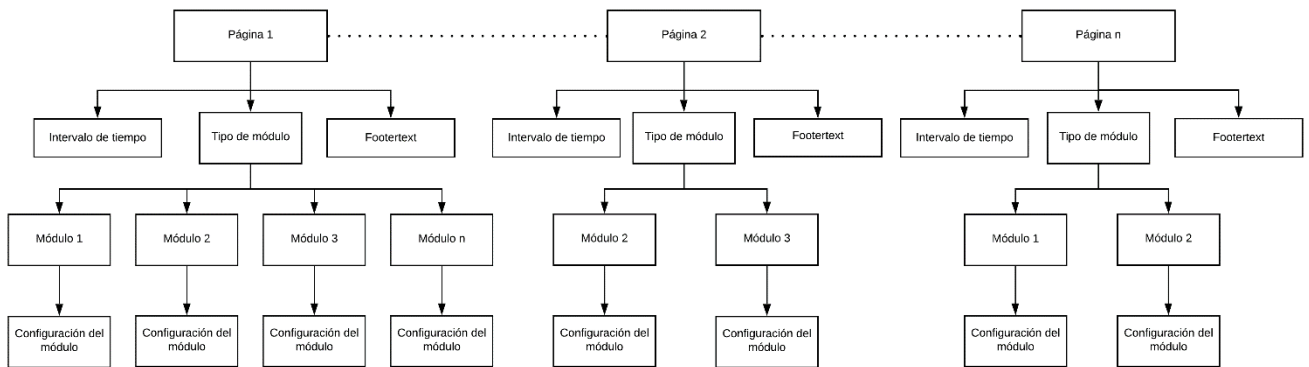 Página 1
Página 2
Página n
Intervalo de tiempo
Tipo de módulo
Footertext
Intervalo de tiempo
Tipo de módulo
Footertext
Intervalo de tiempo
Tipo de módulo
Footertext
Módulo 1
Módulo 2
Módulo 3
Módulo n
Módulo 2
Módulo 3
Módulo 1
Módulo 2
Configuración del
módulo
Configuración del
módulo
Configuración del
módulo
Configuración del
módulo
Configuración del
módulo
Configuración del
módulo
Configuración del
módulo
Configuración del
módulo